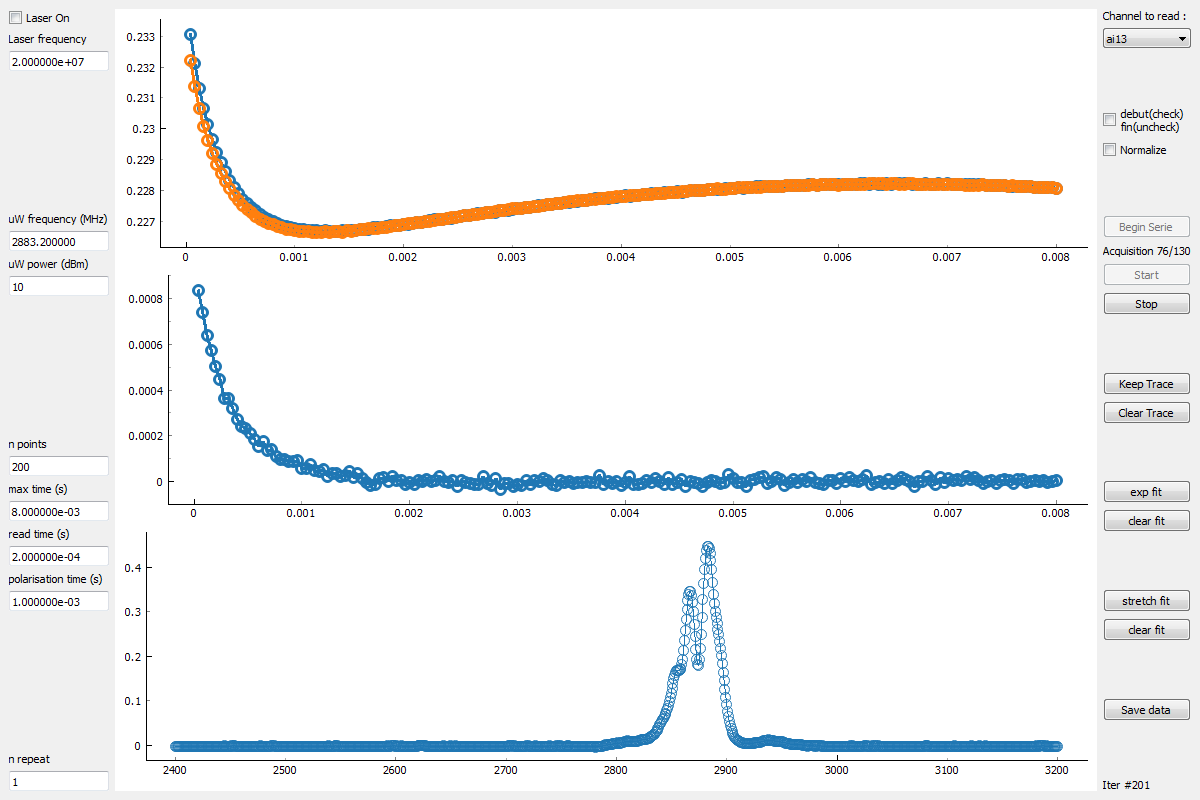 Laser On
Laser frequency
2.000000e+07
uW frequency (MHz)
2883.200000
uW power (dBm)
10
n points
200
max time (s)
8.000000e-03
read time (s)
2.000000e-04
polarisation time (s)
1.000000e-03
n repeat
1
0.233
0.232
0.231
0.23
0.229
0.228
0.227
0 0.001 0.002 0.003 0.004 0.005 0.006 0.007 0.008
0.0008
0.0006
0.0004
0.0002
0
0 0.001 0.002 0.003 0.004 0.005 0.006 0.007 0.008
0.4
0.3
0.2
0.1
0
2400 2500 2600 2700 2800 2900 3000 3100 3200
Channel to read :
ai13
debut(check)
fin(uncheck)
Normalize
Begin Serie
Acquisition 76/130
Start
Stop
Keep Trace
Clear Trace
exp fit
clear fit
stretch fit
clear fit
Save data
Iter #201